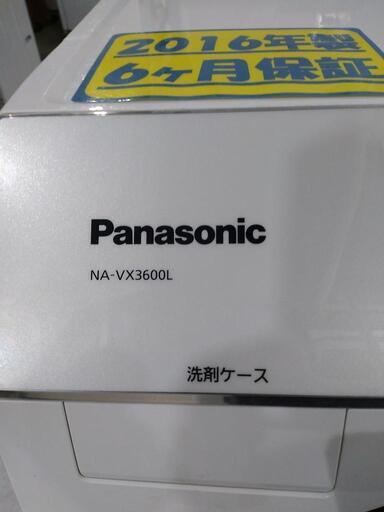 2016年製
6ヶ月保証
Panasonic
NA-VX3600L
洗剤ケース